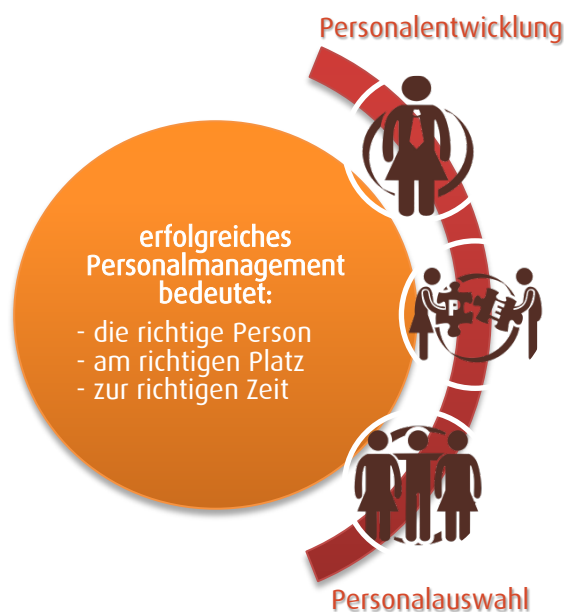 Personalentwicklung
erfolgreiches
Personalmanagement
bedeutet:
- die richtige Person
- am richtigen Platz
- zur richtigen Zeit
P E
Personalauswahl